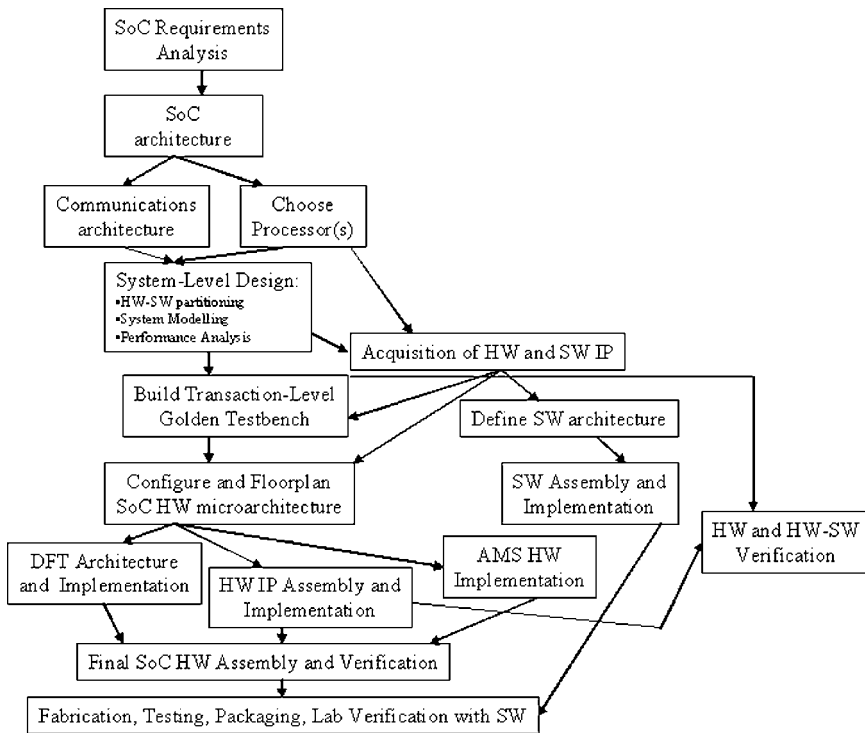 SoC Requirements
Analysis
SoC
architecture
Communications
architecture
Choose
Processor(s)
System-Level Design:
▪HW-SW partitioning
▪System Modelling
▪Performance Analysis
Acquisition of HW and SW IP
Build Transaction-Level
Golden Testbench
Define SW architecture
Configure and Floorplan
SoC HW microarchitecture
SW Assembly and
Implementation
HW and HW-SW
Verification
DFT Architecture
and Implementation
HW IP Assembly and
Implementation
AMS HW
Implementation
Final SoC HW Assembly and Verification
Fabrication, Testing, Packaging, Lab Verification with SW